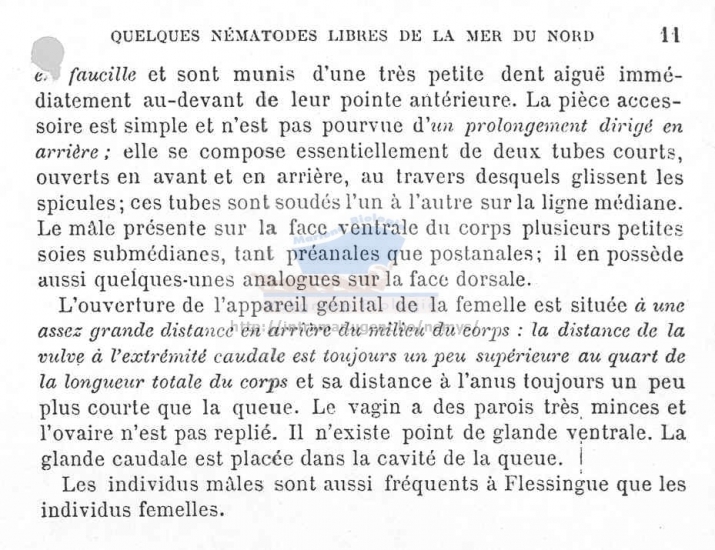 QUELQUES NÉMATODES LIBRES DE LA MER DU NORD 11
faucille et sont munis d'une très petite dent aiguë immé-
diatement au-devant de leur pointe antérieure. La pièce acces-
soire est simple et n'est pas pourvue d'un prolongement dirigé en
arrière ; elle se compose essentiellement de deux tubes courts,
ouverts en avant et en arrière, au travers desquels glissent les
spicules ; ces tubes sont soudés l'un à l'autre sur la ligne médiane.
Le mâle présente sur la face ventrale du corps plusieurs petites
soies submédianes, tant préanales que postanales ; il en possède
aussi quelques-unes analogues sur la face dorsale.
L'ouverture de l'appareil génital de la femelle est située à une
assez grande distance en arrière du milieu du corps : la distance de la
vulve à l'extrémité caudale est toujours un peu supérieure au quart de
la longueur totale du corps et sa distance à l'anus toujours un peu
plus courte que la queue. Le vagin a des parois très minces et
l'ovaire n'est pas replié. Il n'existe point de glande ventrale. La
glande caudale est placée dans la cavité de la queue.
Les individus mâles sont aussi fréquents à Flessingue que les
individus femelles.